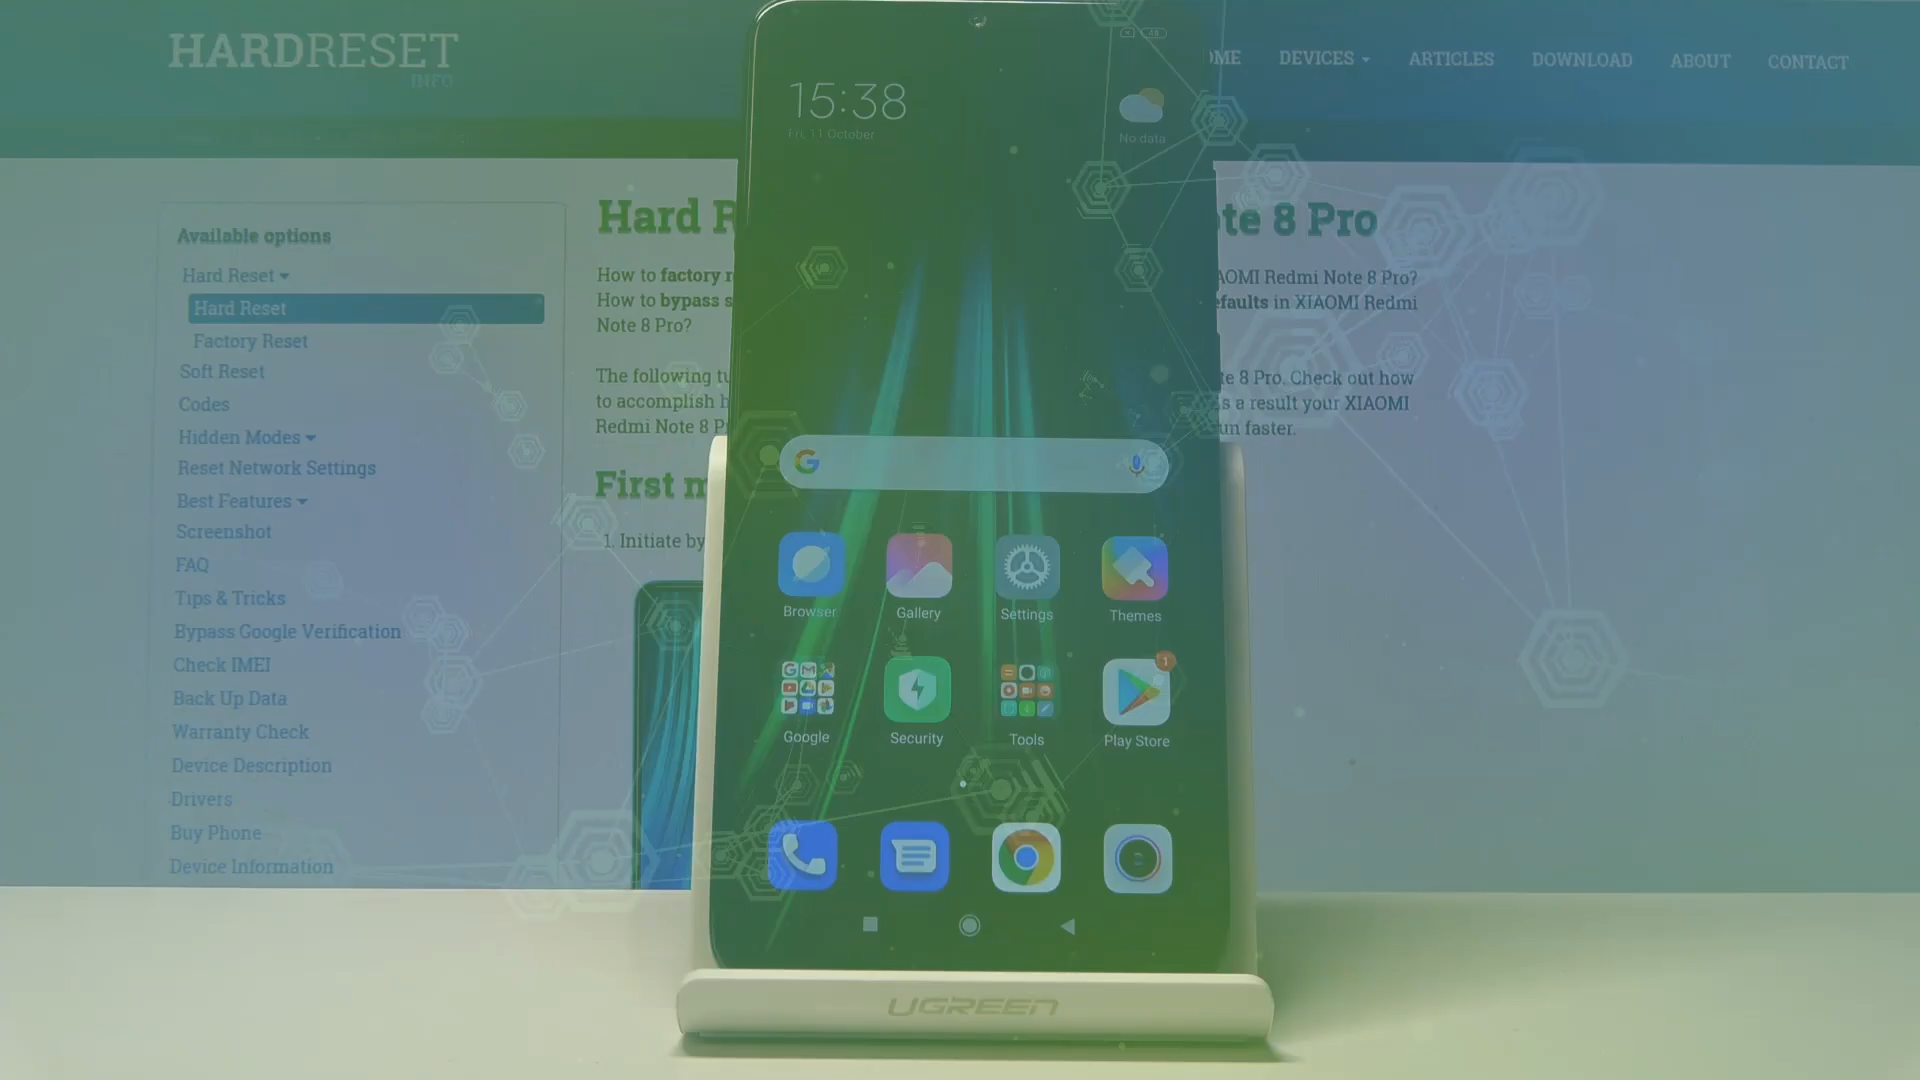 HARDRESET
INFO
OME
DEVICES
ARTICLES
DOWNLOAD
ABOUT
CONTACT
15:38
Fri, 11 October
48
No data
Available options
Hard Reset
Hard Reset
Factory Reset
Soft Reset
Codes
Hidden Modes
Reset Network Settings
Best Features
Screenshot
FAQ
Tips & Tricks
Bypass Google Verification
Check IMEI
Back Up Data
Warranty Check
Device Description
Drivers
Buy Phone
Device Information
Hard R
te 8 Pro
How to factory r
AOMI Redmi Note 8 Pro?
How to bypass s
efaults in XIAOMI Redmi
Note 8 Pro?
The following tu
te 8 Pro. Check out how
to accomplish h
s a result your XIAOMI
Redmi Note 8 P
un faster.
First m
1. Initiate by
Browser
Gallery
Settings
Themes
1
Google
Security
Tools
Play Store
UGREEN